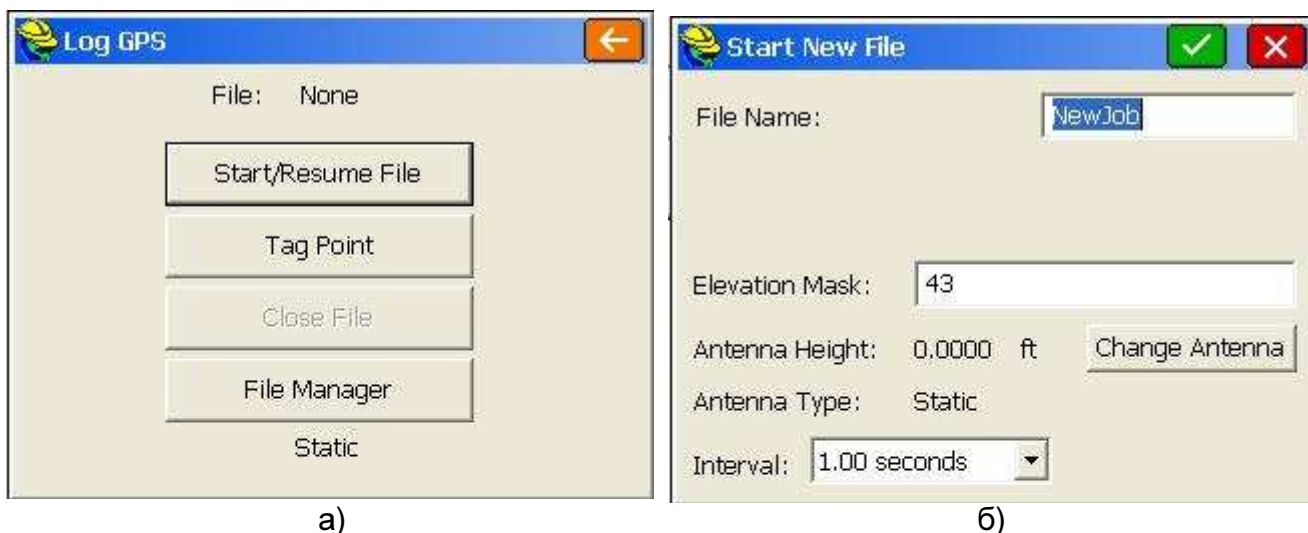 Log GPS
File: None
Start/Resume File
Tag Point
Close File
File Manager
Static
а)
Start New File
File Name: NewJob
Elevation Mask: 43
Antenna Height: 0.0000 ft Change Antenna
Antenna Type: Static
Interval: 1.00 seconds
б)